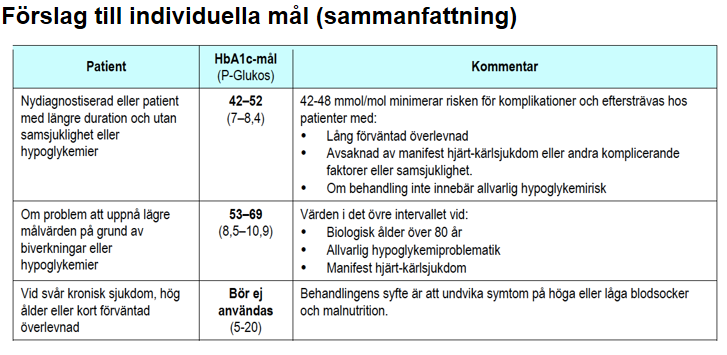 Förslag till individuella mål (sammanfattning)
Patient
HbA1c-mål
(P-Glukos)
Kommentar
Nydiagnostiserad eller patient
med längre duration och utan
samsjuklighet eller
hypoglykemier
42–52
(7–8,4)
42-48 mmol/mol minimerar risken för komplikationer och eftersträvas hos
patienter med:
• Lång förväntad överlevnad
• Avsaknad av manifest hjärt-kärlsjukdom eller andra komplicerande
faktorer eller samsjuklighet.
• Om behandling inte innebär allvarlig hypoglykemirisk
Om problem att uppnå lägre
målvärden på grund av
biverkningar eller
hypoglykemier
53–69
(8,5–10,9)
Värden i det övre intervallet vid:
• Biologisk ålder över 80 år
• Allvarlig hypoglykemiproblematik
• Manifest hjärt-kärlsjukdom
Vid svår kronisk sjukdom, hög
ålder eller kort förväntad
överlevnad
Bör ej
användas
(5-20)
Behandlingens syfte är att undvika symtom på höga eller låga blodsocker
och malnutrition.